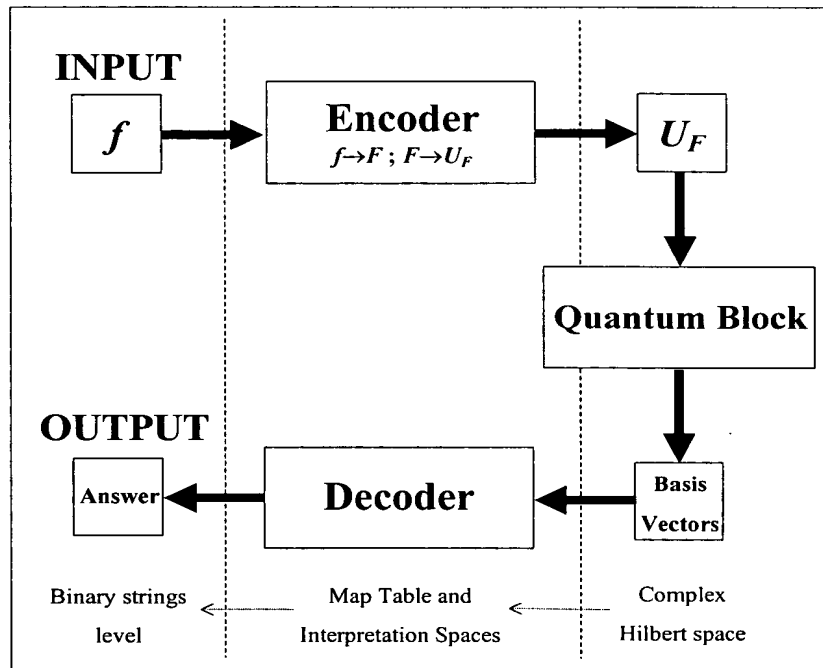 INPUT
f
Encoder
f→F ; F→U_F
U_F
Quantum Block
OUTPUT
Answer
Decoder
Basis
Vectors
Binary strings
level
Map Table and
Interpretation Spaces
Complex
Hilbert space